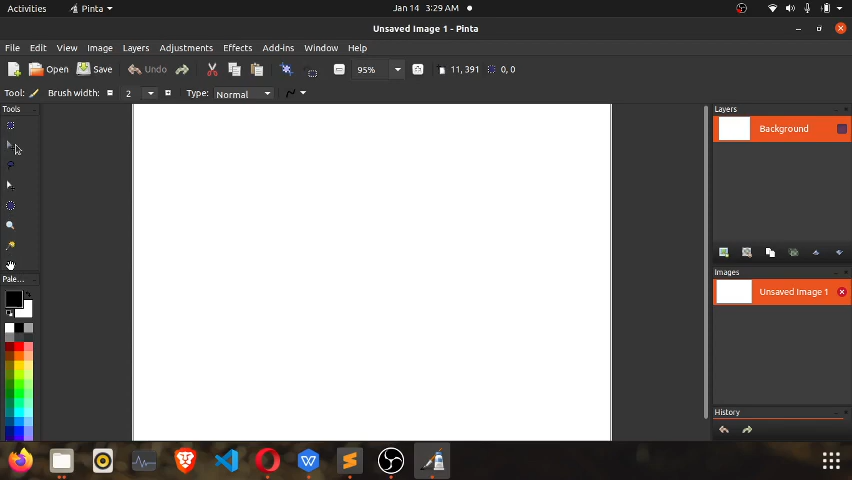 Activities Pinta Jan 14 3:29 AM
Unsaved Image 1 - Pinta
File Edit View Image Layers Adjustments Effects Add-ins Window Help
Open Save Undo 95% 11, 391 0, 0
Tool: Brush width: 2 Type: Normal
Tools Layers
Background
Images
Pale...
Unsaved Image 1
History